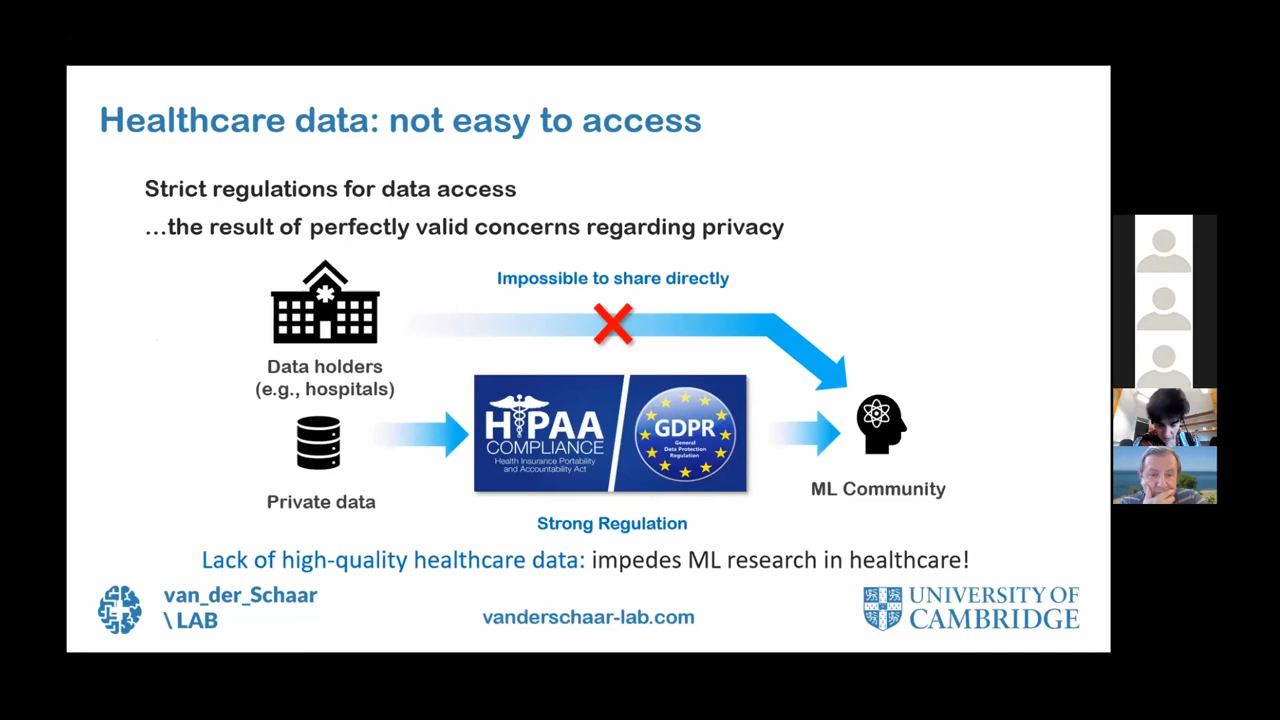 Healthcare data: not easy to access
Strict regulations for data access
…the result of perfectly valid concerns regarding privacy
Impossible to share directly
Data holders
(e.g., hospitals)
HIPAA
COMPLIANCE
Health Insurance Portability
and Accountability Act
GDPR
General
Data Protection
Regulation
Private data
ML Community
Strong Regulation
Lack of high-quality healthcare data: impedes ML research in healthcare!
van_der_Schaar
\ LAB
vanderschaar-lab.com
UNIVERSITY OF
CAMBRIDGE